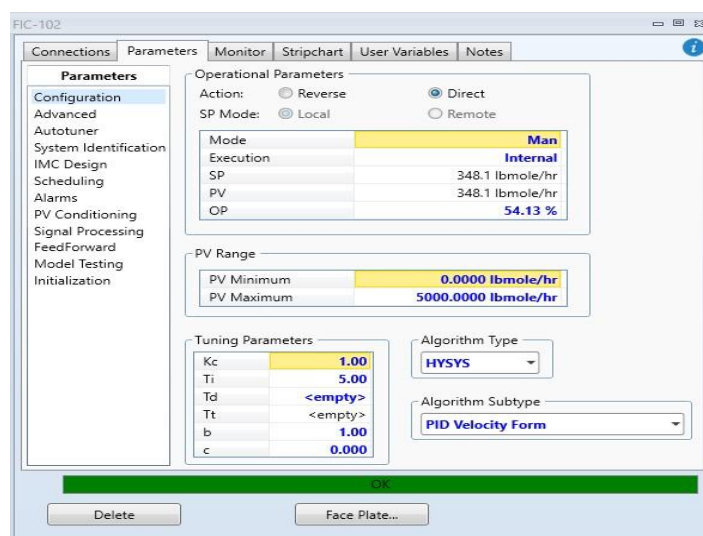 FIC-102
Connections Parameters Monitor Stripchart User Variables Notes
Parameters
Configuration
Advanced
Autotuner
System Identification
IMC Design
Scheduling
Alarms
PV Conditioning
Signal Processing
FeedForward
Model Testing
Initialization
Operational Parameters
Action: Reverse Direct
SP Mode: Local Remote
Mode Man
Execution Internal
SP 348.1 lbmole/hr
PV 348.1 lbmole/hr
OP 54.13 %
PV Range
PV Minimum 0.0000 lbmole/hr
PV Maximum 5000.0000 lbmole/hr
Tuning Parameters
Kc 1.00
Ti 5.00
Td <empty>
Tt <empty>
b 1.00
c 0.000
Algorithm Type
HYSYS
Algorithm Subtype
PID Velocity Form
OK
Delete Face Plate...